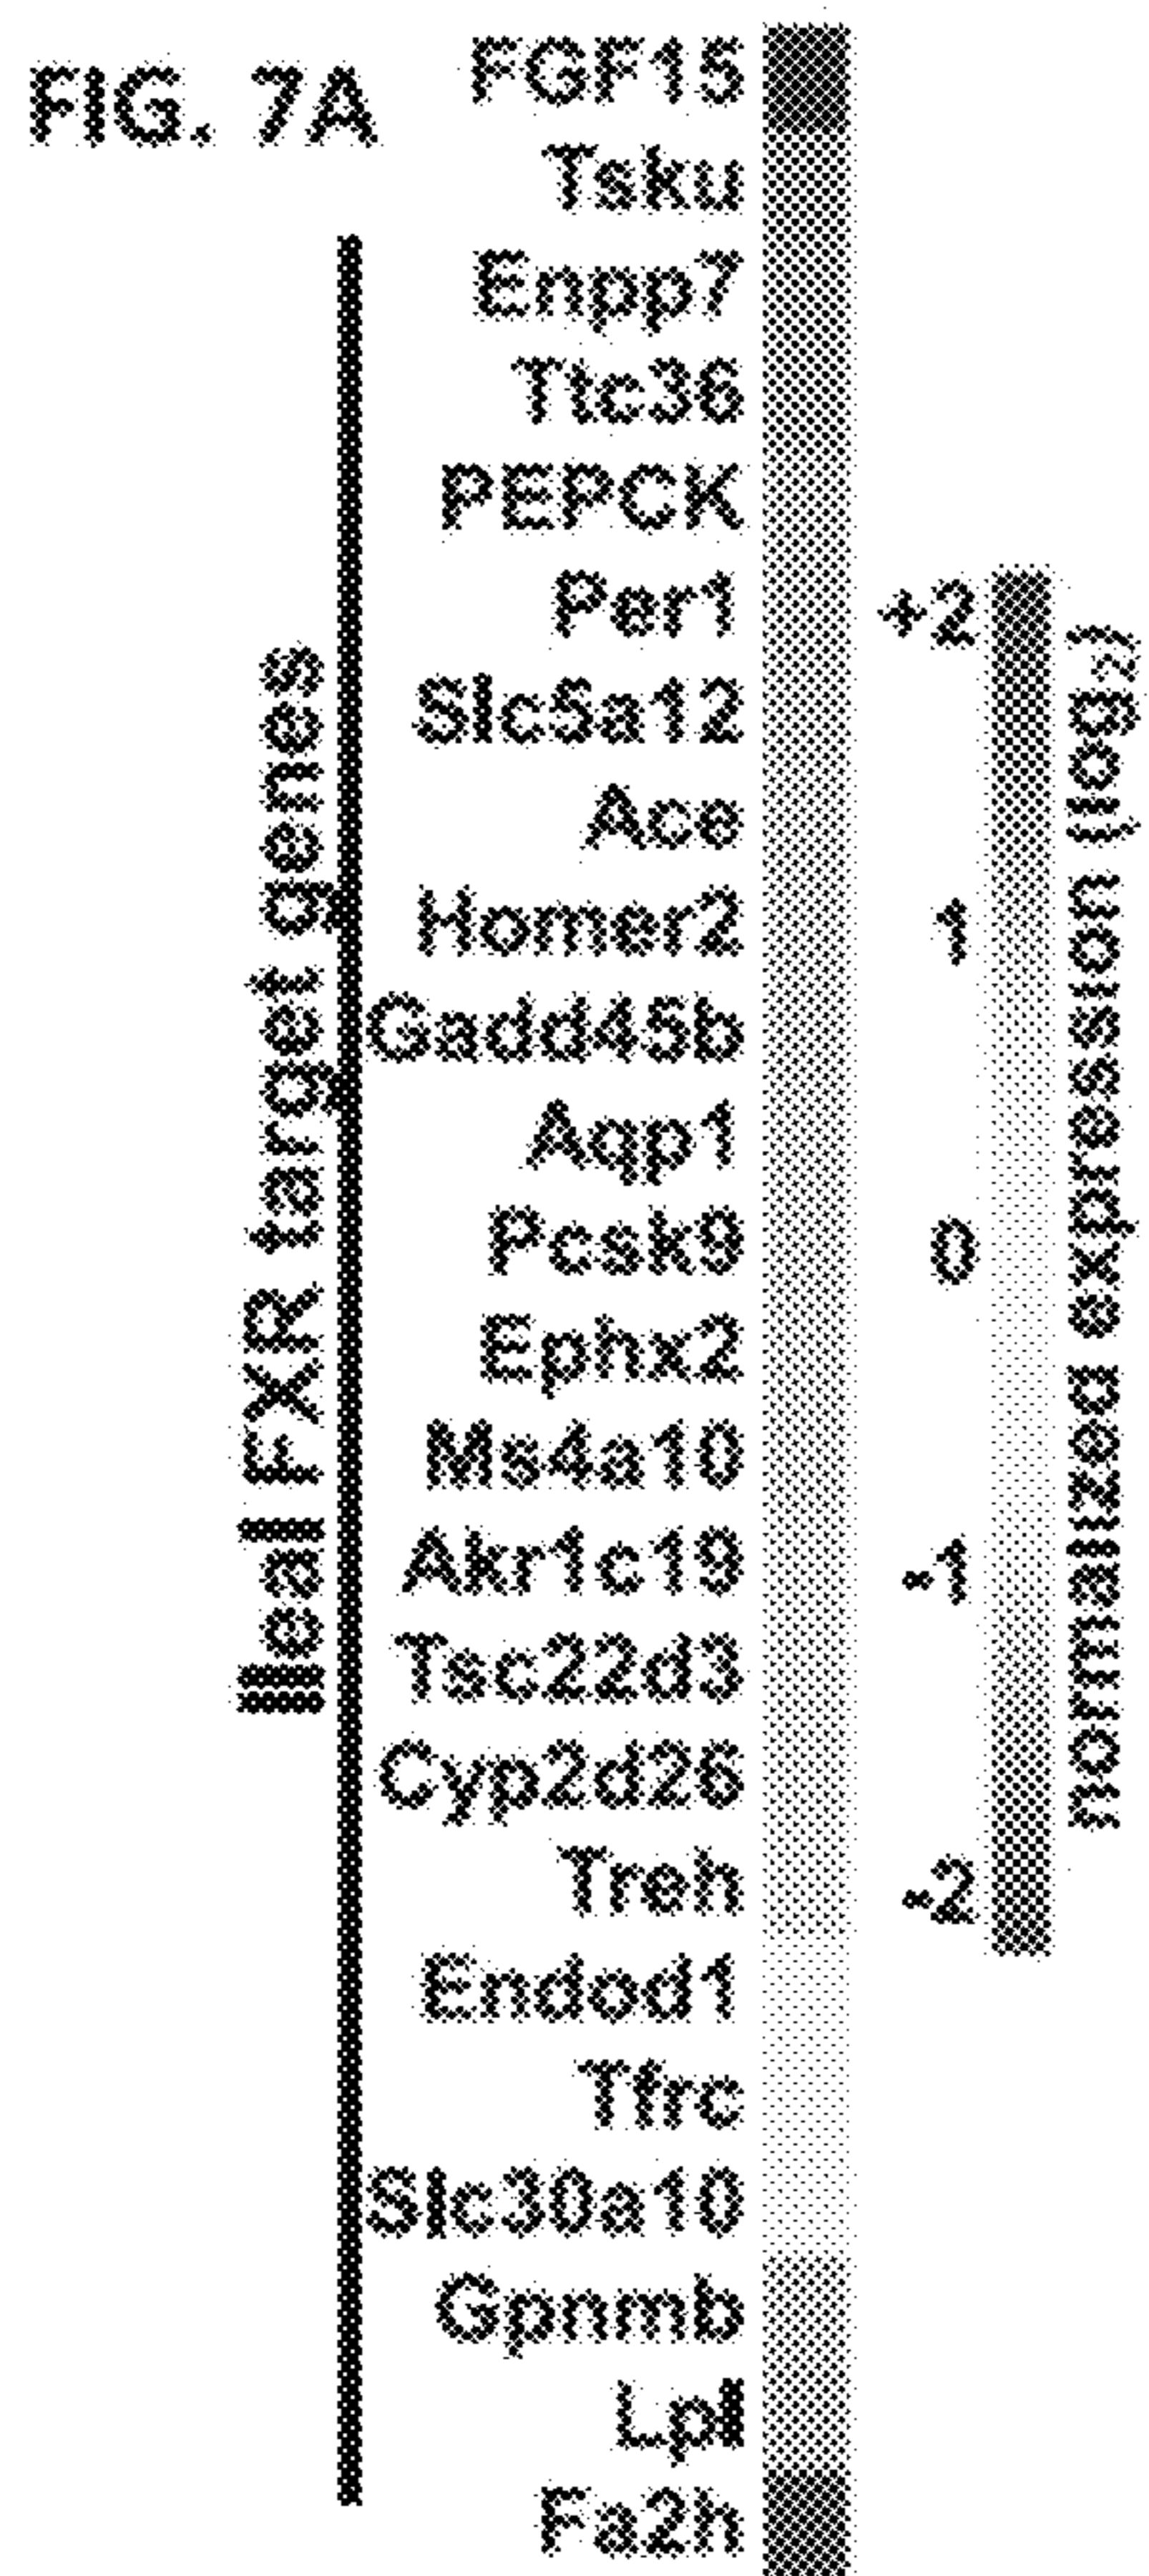 FIG. 7A
Ileal FXR target genes
FGF15
Tsku
Enpp7
Ttc36
PEPCK
Per1
Slc5a12
Ace
Homer2
Gadd45b
Aqp1
Pcsk9
Ephx2
Ms4a10
Akr1c19
Tsc22d3
Cyp2d26
Treh
Endod1
Tfrc
Slc30a10
Gpnmb
Lpl
Fa2h
+2
1
0
-1
-2
normalized expression (log₂)